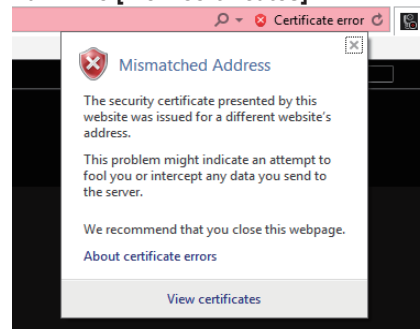 Certificate error
Mismatched Address
The security certificate presented by this
website was issued for a different website's
address.
This problem might indicate an attempt to
fool you or intercept any data you send to
the server.
We recommend that you close this webpage.
About certificate errors
View certificates